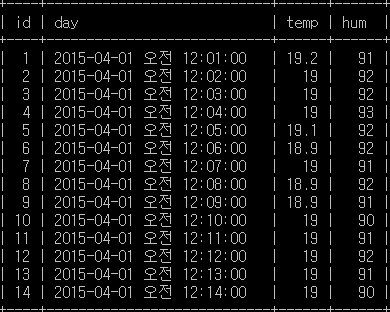 | id | day | temp | hum
| 1 | 2015-04-01 오전 12:01:00 | 19.2 | 91
| 2 | 2015-04-01 오전 12:02:00 | 19 | 92
| 3 | 2015-04-01 오전 12:03:00 | 19 | 92
| 4 | 2015-04-01 오전 12:04:00 | 19 | 93
| 5 | 2015-04-01 오전 12:05:00 | 19.1 | 92
| 6 | 2015-04-01 오전 12:06:00 | 18.9 | 92
| 7 | 2015-04-01 오전 12:07:00 | 19 | 91
| 8 | 2015-04-01 오전 12:08:00 | 18.9 | 92
| 9 | 2015-04-01 오전 12:09:00 | 18.9 | 91
| 10 | 2015-04-01 오전 12:10:00 | 19 | 90
| 11 | 2015-04-01 오전 12:11:00 | 19 | 91
| 12 | 2015-04-01 오전 12:12:00 | 19 | 92
| 13 | 2015-04-01 오전 12:13:00 | 19 | 91
| 14 | 2015-04-01 오전 12:14:00 | 19 | 90